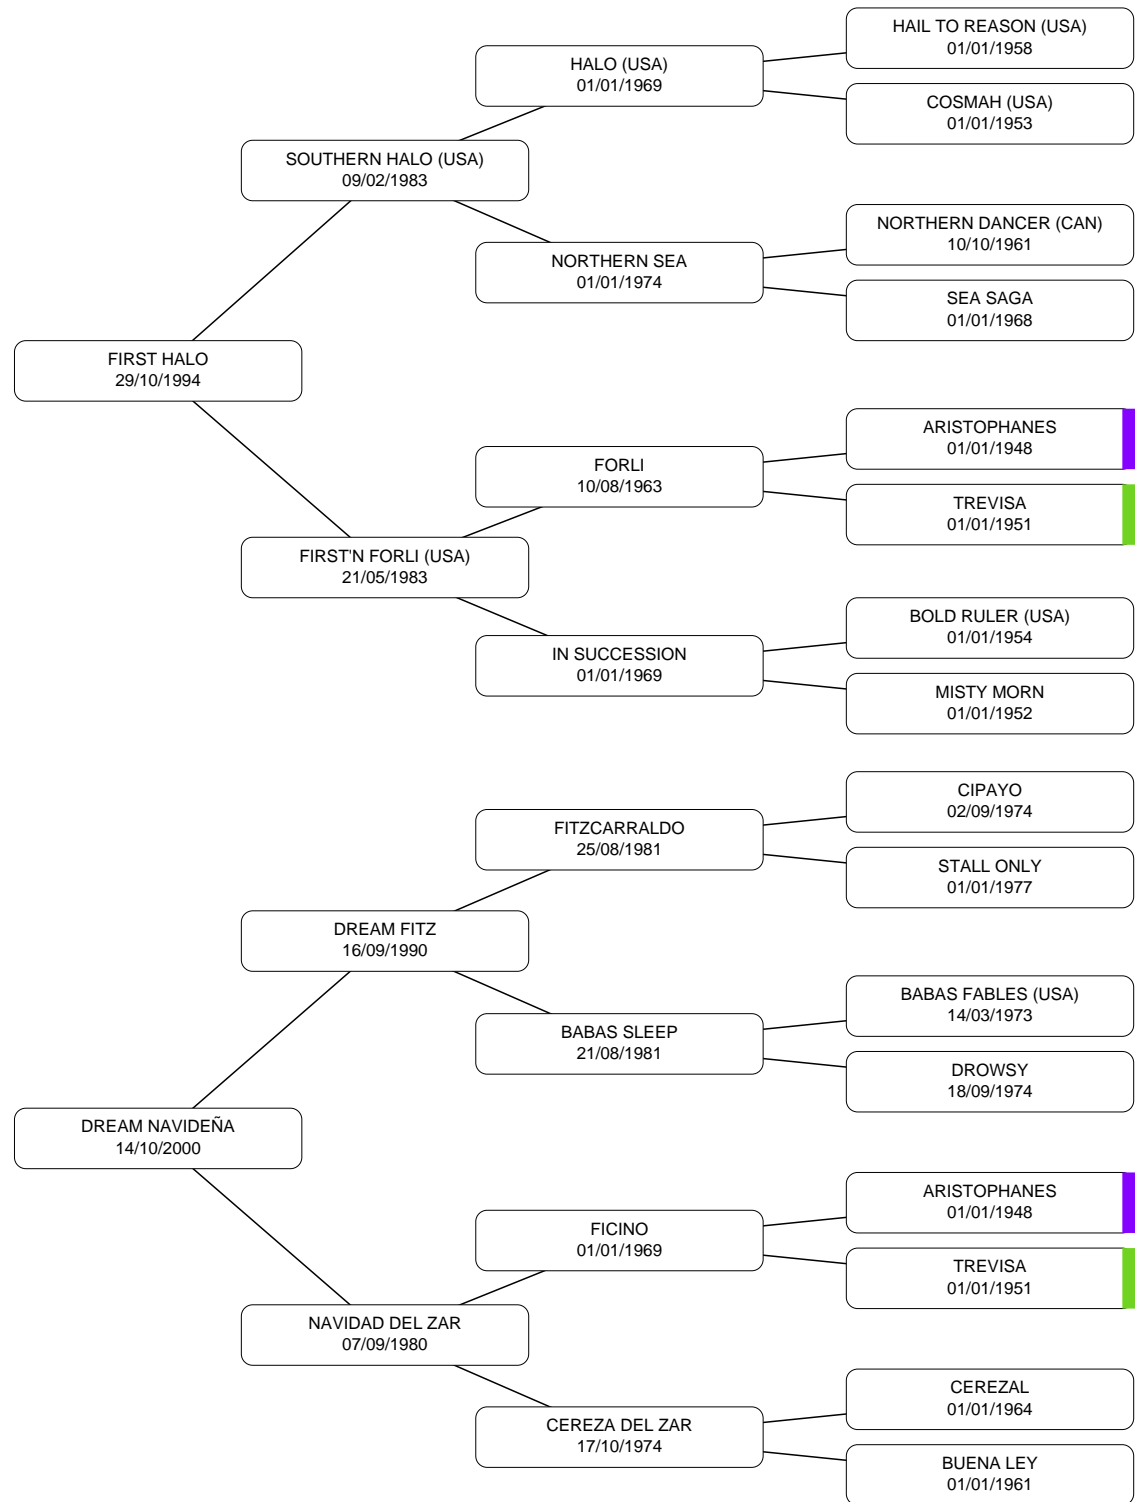 HAIL TO REASON (USA)
01/01/1958
HALO (USA)
01/01/1969
COSMAH (USA)
01/01/1953
SOUTHERN HALO (USA)
09/02/1983
NORTHERN DANCER (CAN)
10/10/1961
NORTHERN SEA
01/01/1974
SEA SAGA
01/01/1968
FIRST HALO
29/10/1994
ARISTOPHANES
01/01/1948
FORLI
10/08/1963
TREVISA
01/01/1951
FIRST'N FORLI (USA)
21/05/1983
BOLD RULER (USA)
01/01/1954
IN SUCCESSION
01/01/1969
MISTY MORN
01/01/1952
CIPAYO
02/09/1974
FITZCARRALDO
25/08/1981
STALL ONLY
01/01/1977
DREAM FITZ
16/09/1990
BABAS FABLES (USA)
14/03/1973
BABAS SLEEP
21/08/1981
DROWSY
18/09/1974
DREAM NAVIDEÑA
14/10/2000
ARISTOPHANES
01/01/1948
FICINO
01/01/1969
TREVISA
01/01/1951
NAVIDAD DEL ZAR
07/09/1980
CEREZAL
01/01/1964
CEREZA DEL ZAR
17/10/1974
BUENA LEY
01/01/1961